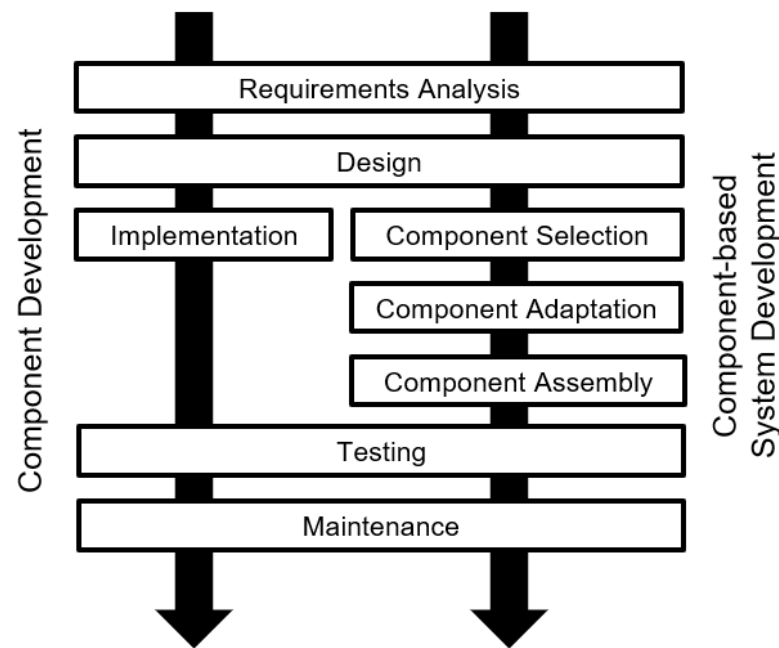 Requirements Analysis
Design
Implementation
Component Selection
Component Adaptation
Component Assembly
Testing
Maintenance
Component Development
Component-based
System Development